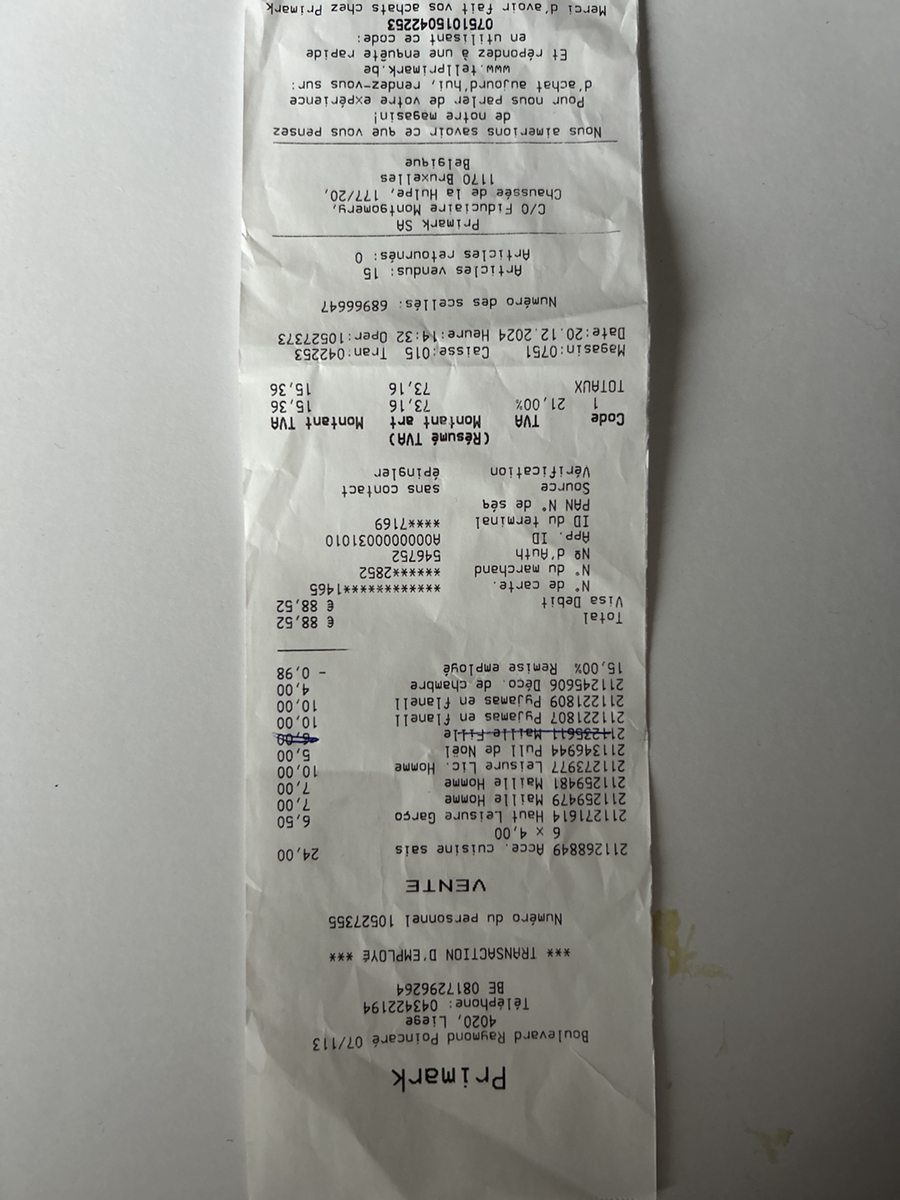 Primark
Boulevard Raymond Poincaré 07/113
4020, Liege
Téléphone: 043422194
BE 0817296264
*** TRANSACTION D'EMPLOYÉ ***
Numéro du personnel 10527355
VENTE
211268849 Acce. cuisine sais 24,00
6 x 4,00
211271614 Haut Leisure Garço 6,50
211259479 Maille Homme 7,00
211259481 Maille Homme 7,00
211273977 Leisure Lic. Homme 10,00
211346944 Pull de Noël 5,00
211235611 Maille Fille 6,00
211221807 Pyjamas en flanell 10,00
211221809 Pyjamas en flanell 10,00
211245606 Déco. de chambre 4,00
15,00% Remise employé - 0,98
Total € 88,52
Visa Debit € 88,52
N° de carte. ************1465
N° du marchand ******2852
Nº d'Auth 546752
App. ID A0000000031010
ID du terminal ****7169
PAN N° de séq
Source sans contact
Vérification épingler
(Résumé TVA)
Code TVA Montant art Montant TVA
1 21,00% 73,16 15,36
TOTAUX 73,16 15,36
Magasin:0751 Caisse:015 Tran:042253
Date:20.12.2024 Heure:14:32 Oper:10527373
Numéro des scellés: 68966647
Articles vendus: 15
Articles retournés: 0
Primark SA
C/O Fiduciaire Montgomery,
Chaussée de la Hulpe, 177/20,
1170 Bruxelles
Belgique
Nous aimerions savoir ce que vous pensez
de notre magasin!
Pour nous parler de votre expérience
d'achat aujourd'hui, rendez-vous sur:
www.tellprimark.be
Et répondez à une enquête rapide
en utilisant ce code:
0751015042253
Merci d'avoir fait vos achats chez Primark